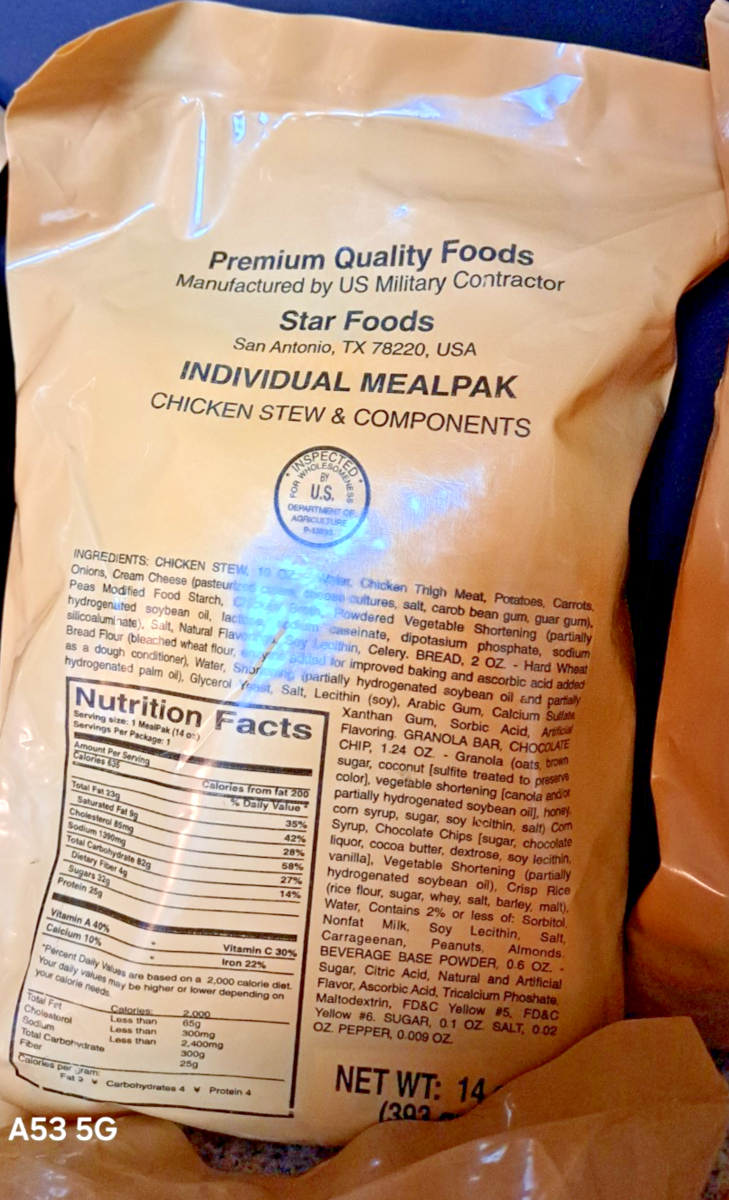 Premium Quality Foods
Manufactured by US Military Contractor
Star Foods
San Antonio, TX 78220, USA
INDIVIDUAL MEALPAK
CHICKEN STEW & COMPONENTS
INSPECTED
FOR WHOLESOMENESS
BY
U.S.
DEPARTMENT OF
AGRICULTURE
INGREDIENTS: CHICKEN STEW, 10 OZ. - Water, Chicken Thigh Meat, Potatoes, Carrots,
Onions, Cream Cheese (pasteurized cheese cultures, salt, carob bean gum, guar gum),
Peas Modified Food Starch, Powdered Vegetable Shortening (partially
hydrogenated soybean oil, lactose, sodium caseinate, dipotasium phosphate, sodium
silicoaluminate), Salt, Natural Flavoring, Soy Lecithin, Celery. BREAD, 2 OZ. - Hard Wheat
Bread Flour (bleached wheat flour, enzyme added for improved baking and ascorbic acid added
as a dough conditioner), Water, Shortening (partially hydrogenated soybean oil and partially
hydrogenated palm oil), Glycerol Yeast, Salt, Lecithin (soy), Arabic Gum, Calcium Sulfate,
Xanthan Gum, Sorbic Acid, Artificial
Flavoring. GRANOLA BAR, CHOCOLATE
CHIP, 1.24 OZ. - Granola (oats, brown
sugar, coconut [sulfite treated to preserve
color], vegetable shortening [canola and/or
partially hydrogenated soybean oil], honey,
corn syrup, sugar, soy lecithin, salt) Corn
Syrup, Chocolate Chips [sugar, chocolate
liquor, cocoa butter, dextrose, soy lecithin,
vanilla], Vegetable Shortening (partially
hydrogenated soybean oil), Crisp Rice
(rice flour, sugar, whey, salt, barley, malt),
Water, Contains 2% or less of: Sorbitol,
Nonfat Milk, Soy Lecithin, Salt,
Carrageenan, Peanuts, Almonds.
BEVERAGE BASE POWDER, 0.6 OZ. -
Sugar, Citric Acid, Natural and Artificial
Flavor, Ascorbic Acid, Tricalcium Phoshate,
Maltodextrin, FD&C Yellow #5, FD&C
Yellow #6. SUGAR, 0.1 OZ. SALT, 0.02
OZ. PEPPER, 0.009 OZ.
Nutrition Facts
Serving size: 1 MealPak (14 oz)
Servings Per Package: 1
Amount Per Serving
Calories 635 Calories from fat 200
% Daily Value*
Total Fat 23g 35%
Saturated Fat 9g 42%
Cholesterol 85mg 28%
Sodium 1390mg 58%
Total Carbohydrate 82g 27%
Dietary Fiber 4g 14%
Sugars 32g
Protein 25g
Vitamin A 40% • Vitamin C 30%
Calcium 10% • Iron 22%
*Percent Daily Values are based on a 2,000 calorie diet.
Your daily values may be higher or lower depending on
your calorie needs.
Calories: 2,000
Total Fat Less than 65g
Cholesterol Less than 300mg
Sodium Less than 2,400mg
Total Carbohydrate 300g
Fiber 25g
Calories per gram:
Fat 9 ♥ Carbohydrates 4 ♥ Protein 4
NET WT: 14
(393
A53 5G